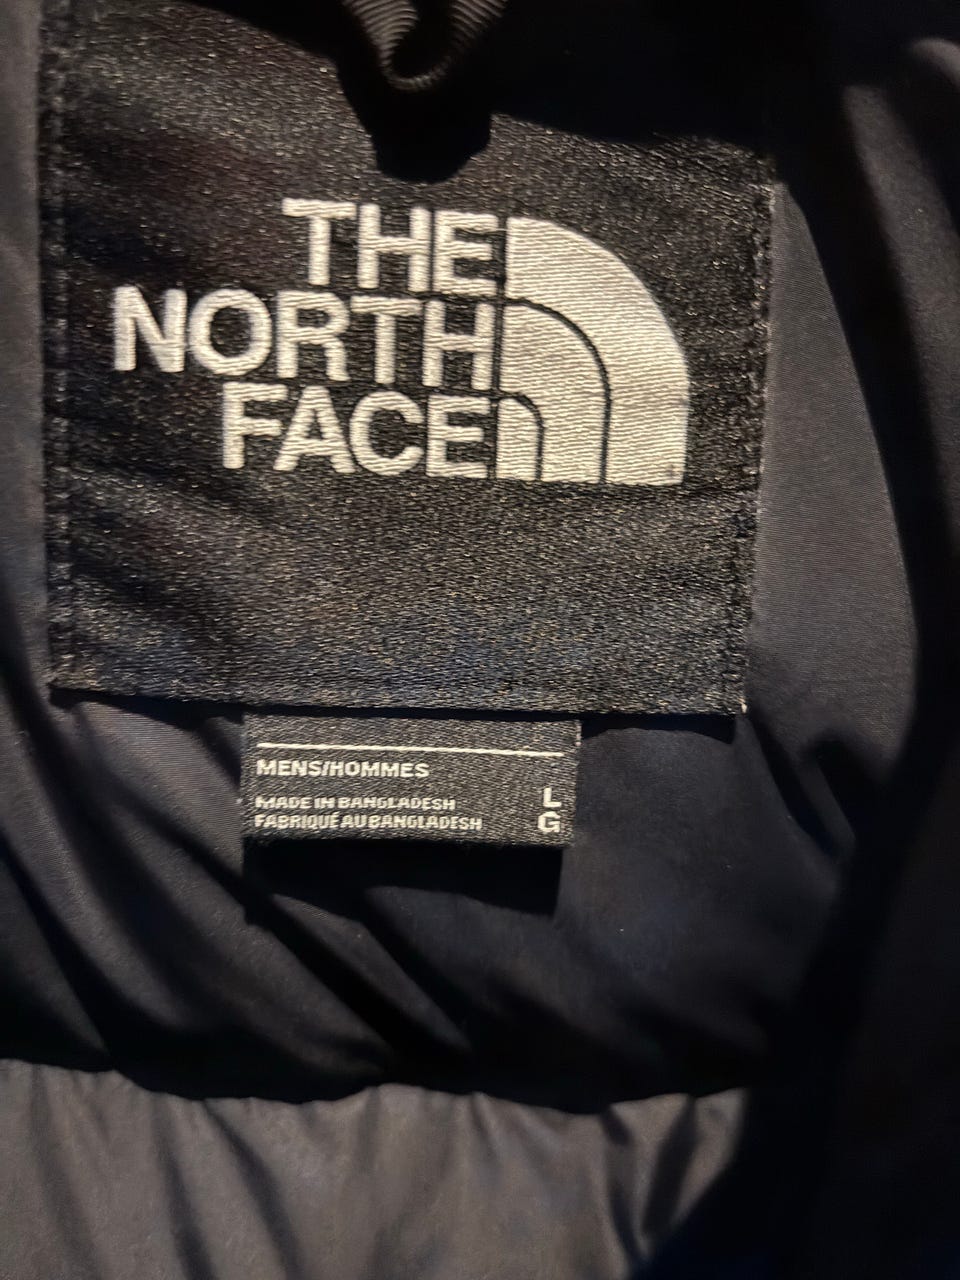 THE
NORTH
FACE
MENS/HOMMES
MADE IN BANGLADESH L
FABRIQUÉ AU BANGLADESH G